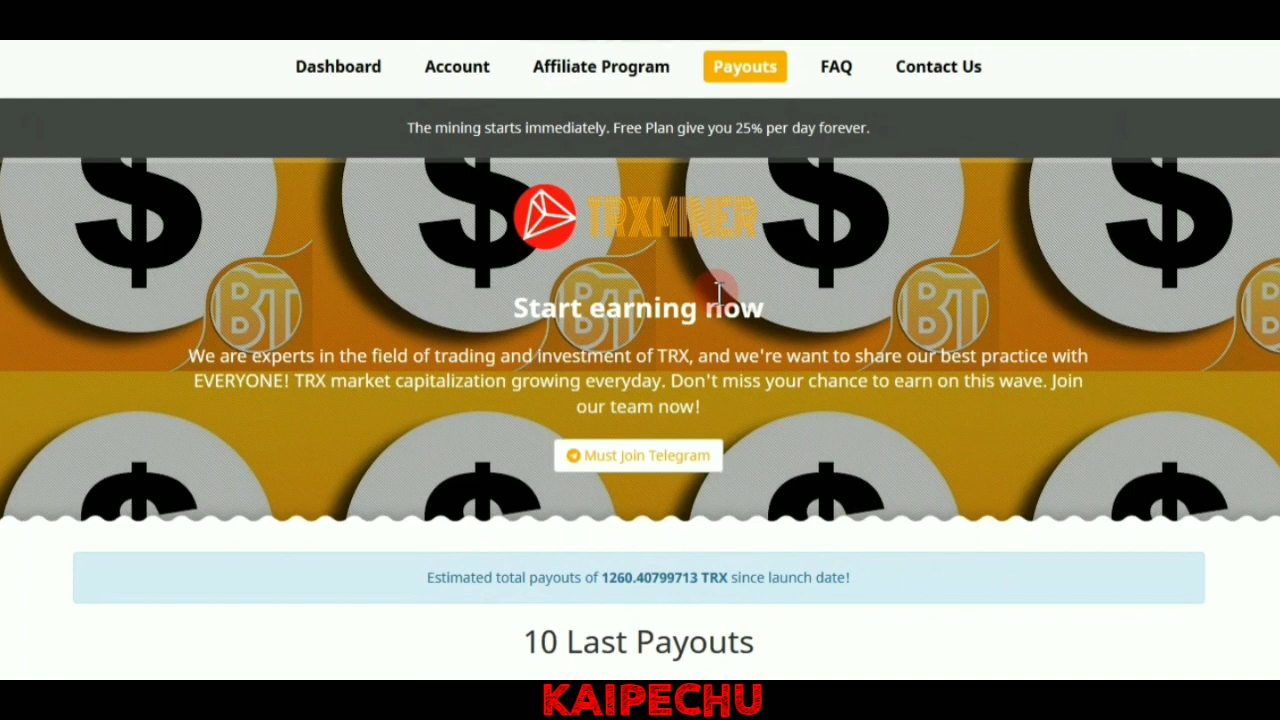 Dashboard Account Affiliate Program Payouts FAQ Contact Us
The mining starts immediately. Free Plan give you 25% per day forever.
TRXMINER
Start earning now
We are experts in the field of trading and investment of TRX, and we're want to share our best practice with
EVERYONE! TRX market capitalization growing everyday. Don't miss your chance to earn on this wave. Join
our team now!
Must Join Telegram
Estimated total payouts of 1260.40799713 TRX since launch date!
10 Last Payouts
KAIPECHU